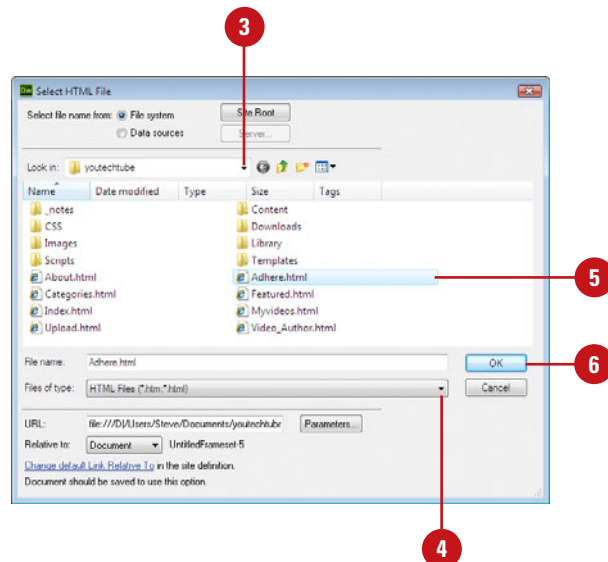 3
Dw Select HTML File
Select file name from: File system Site Root
Data sources Server...
Look in: youtechtube
Name Date modified Type Size Tags
_notes Content
CSS Downloads
Images Library
Scripts Templates
About.html Adhere.html
5
Categories.html Featured.html
Index.html Myvideos.html
Upload.html Video_Author.html
File name: Adhere.html OK
6
Files of type: HTML Files (*.htm,*.html) Cancel
URL: file:///D|/Users/Steve/Documents/youtechtube Parameters...
Relative to: Document UntitledFrameset-5
Change default Link Relative To in the site definition.
Document should be saved to use this option.
4